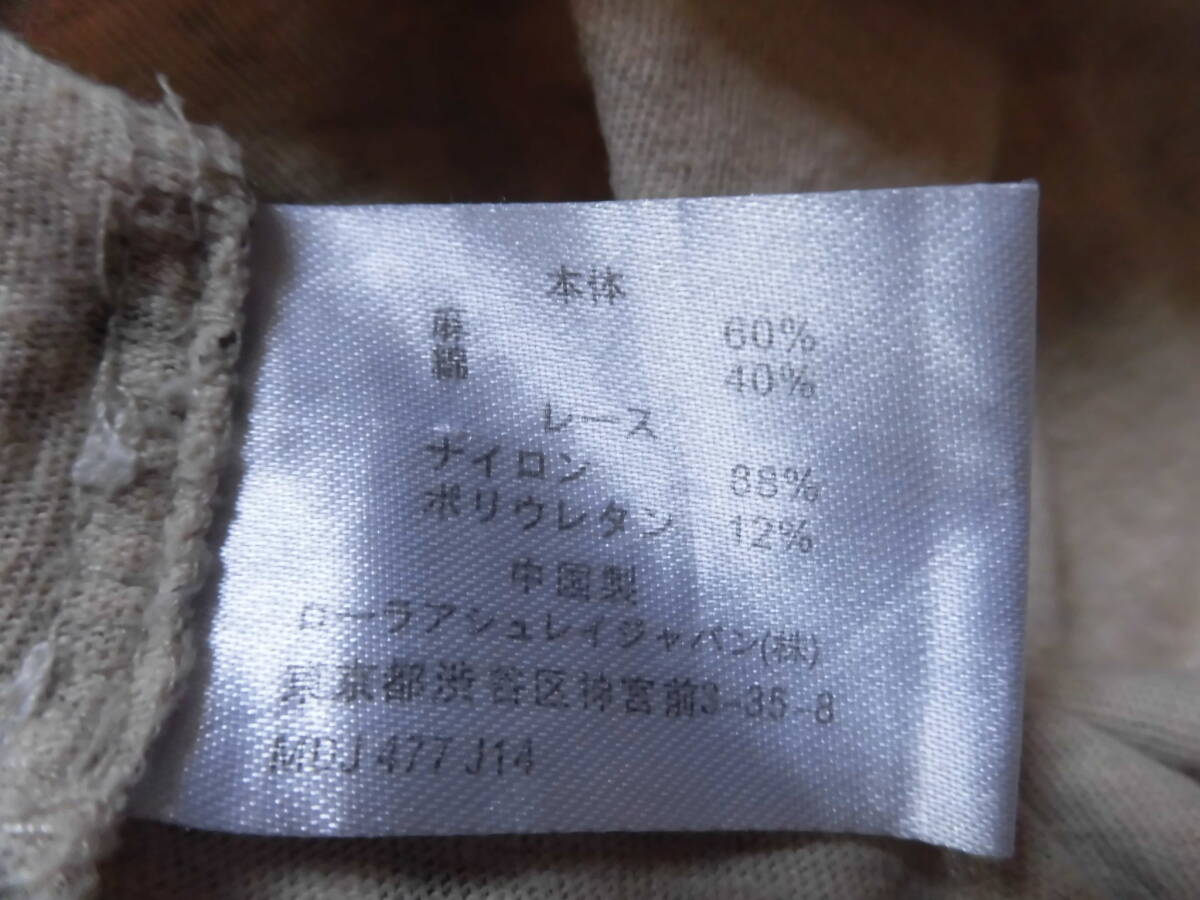 本体
麻 60%
綿 40%
レース
ナイロン 88%
ポリウレタン 12%
中国製
ローラアシュレイジャパン(株)
東京都渋谷区神宮前3-35-8
MDJ 477 J14